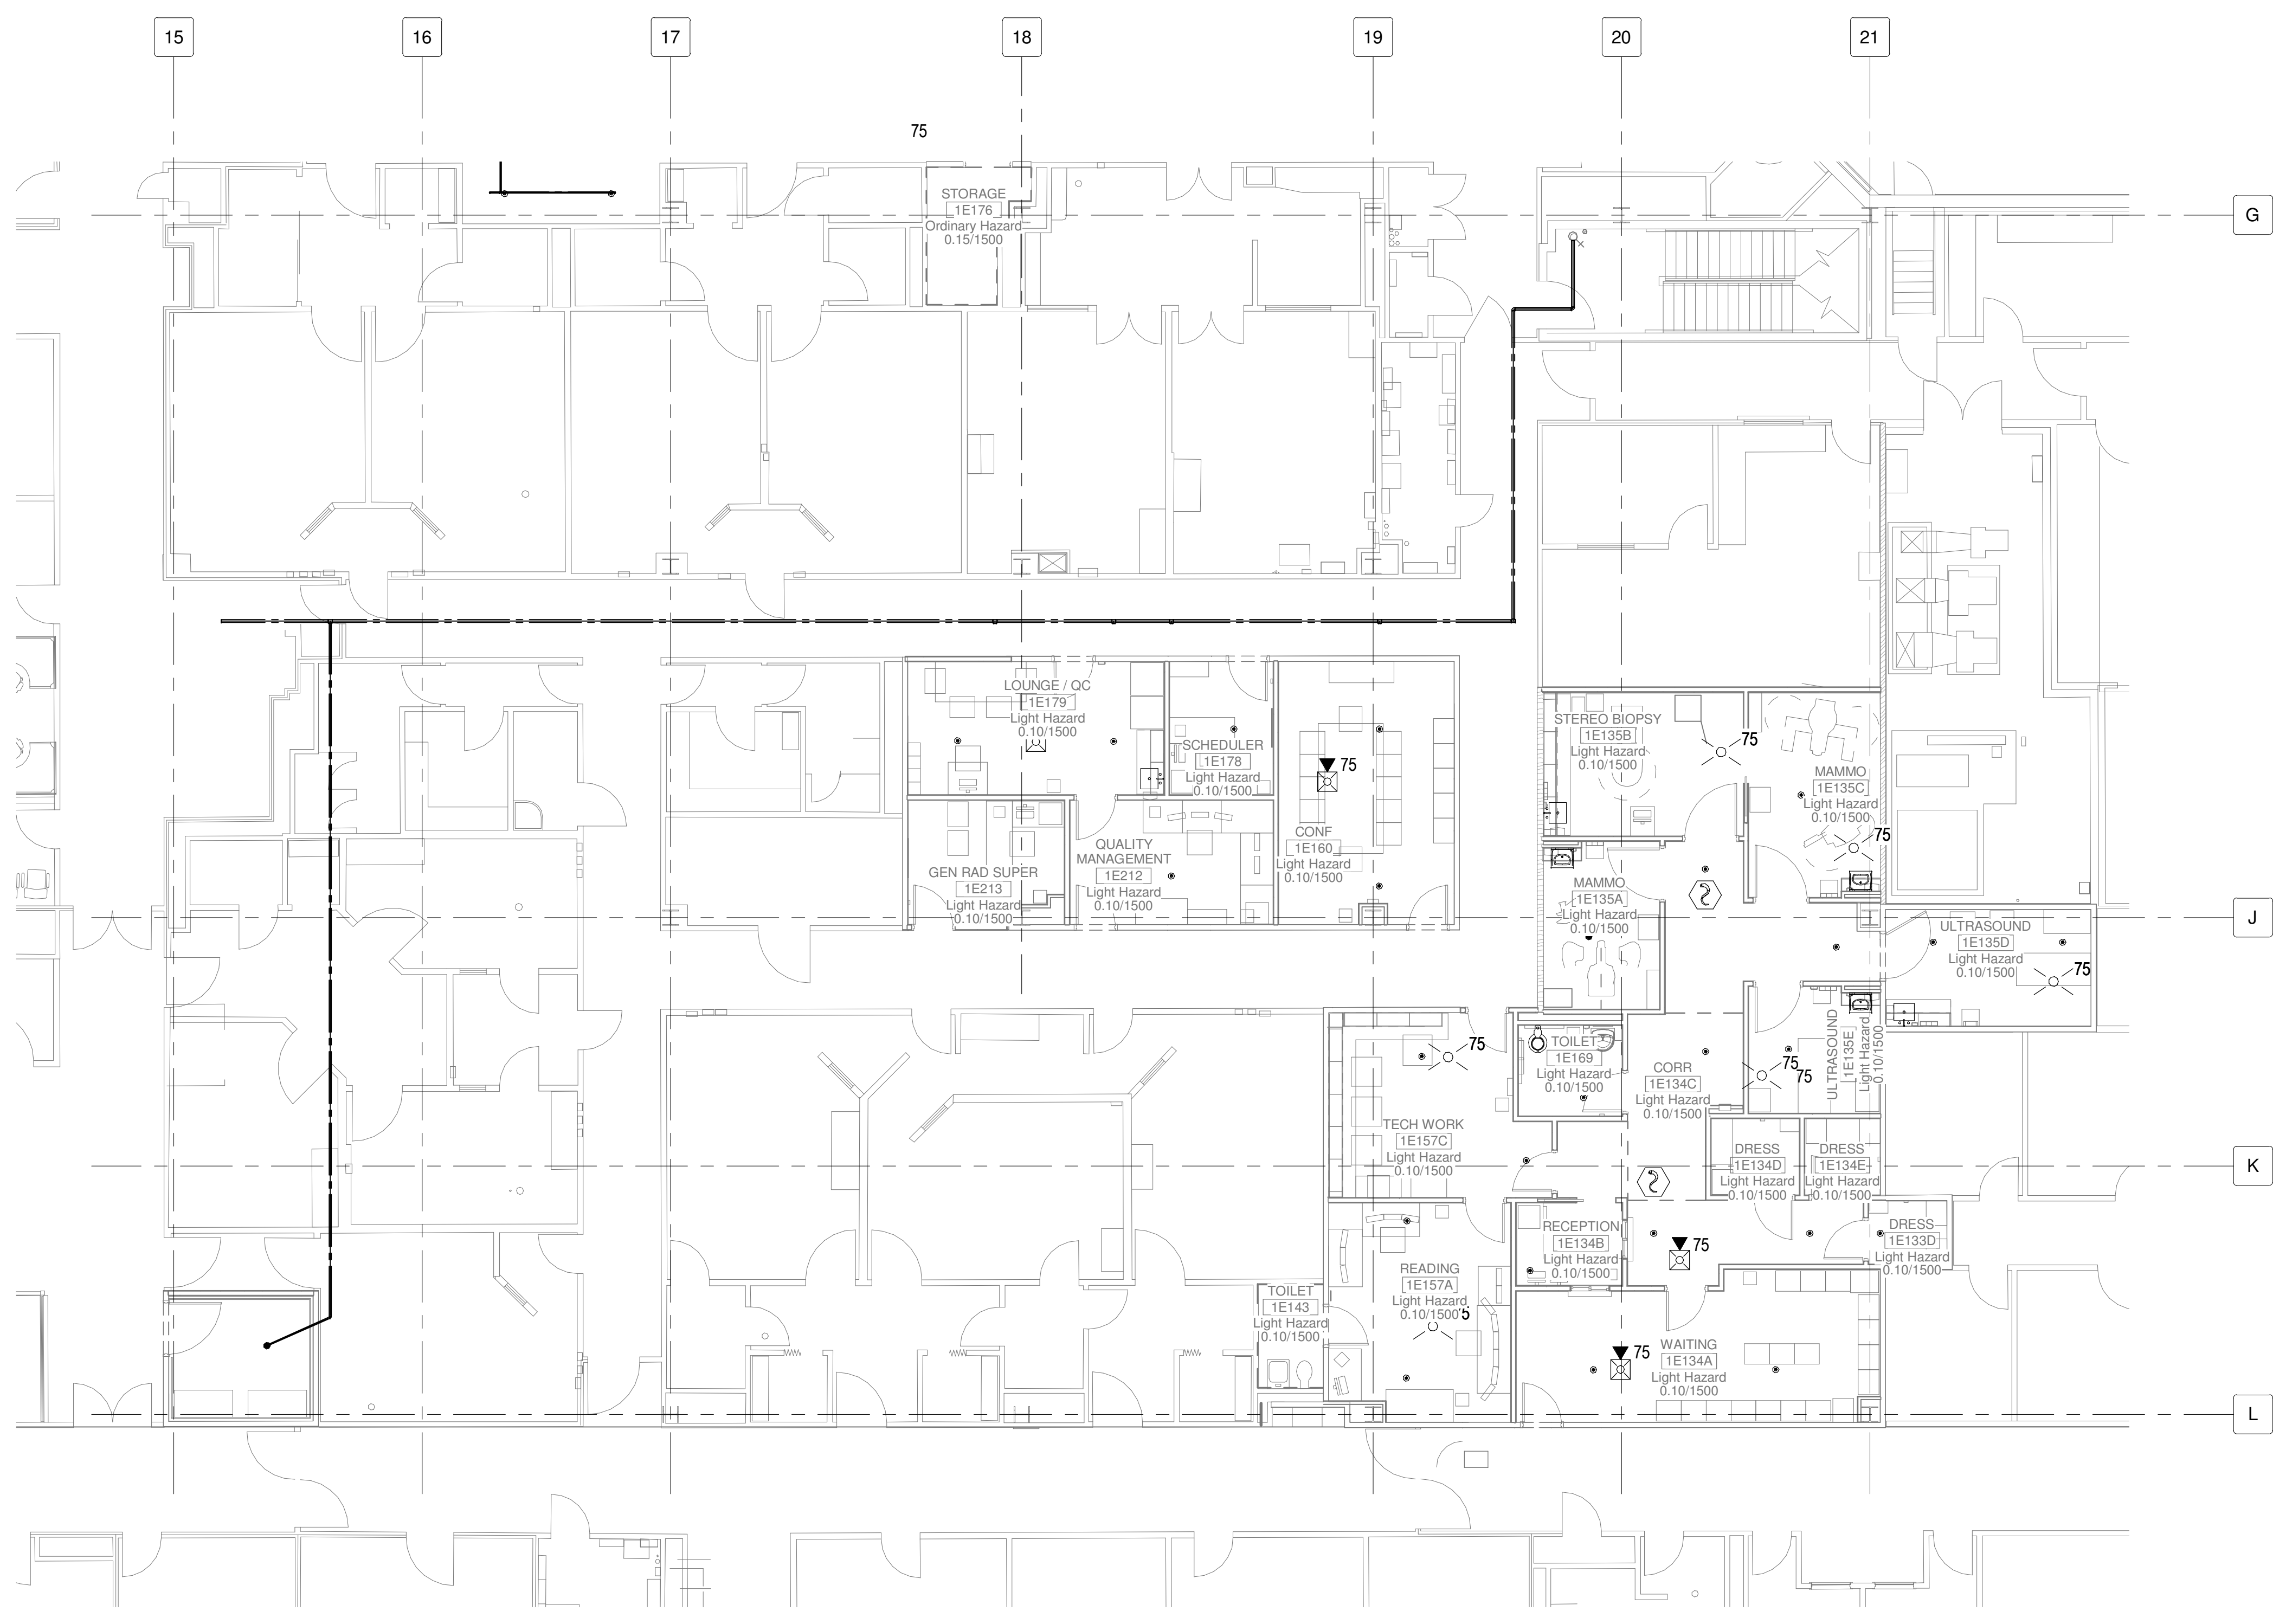 15
16
17
18
19
20
21
75
G
STORAGE
1E176
Ordinary Hazard
0.15/1500
LOUNGE / QC
1E179
Light Hazard
0.10/1500
SCHEDULER
1E178
Light Hazard
0.10/1500
75
STEREO BIOPSY
1E135B
Light Hazard
0.10/1500
75
MAMMO
1E135C
Light Hazard
0.10/1500
75
CONF
1E160
Light Hazard
0.10/1500
QUALITY
MANAGEMENT
1E212
Light Hazard
0.10/1500
GEN RAD SUPER
1E213
Light Hazard
0.10/1500
MAMMO
1E135A
Light Hazard
0.10/1500
J
ULTRASOUND
1E135D
Light Hazard
0.10/1500
75
75
TOILET
1E169
Light Hazard
0.10/1500
CORR
1E134C
Light Hazard
0.10/1500
75
75
ULTRASOUND
1E135E
Light Hazard
0.10/1500
TECH WORK
1E157C
Light Hazard
0.10/1500
DRESS
1E134D
Light Hazard
0.10/1500
DRESS
1E134E
Light Hazard
0.10/1500
K
RECEPTION
1E134B
Light Hazard
0.10/1500
75
DRESS
1E133D
Light Hazard
0.10/1500
READING
1E157A
Light Hazard
0.10/1500
5
TOILET
1E143
Light Hazard
0.10/1500
75
WAITING
1E134A
Light Hazard
0.10/1500
L